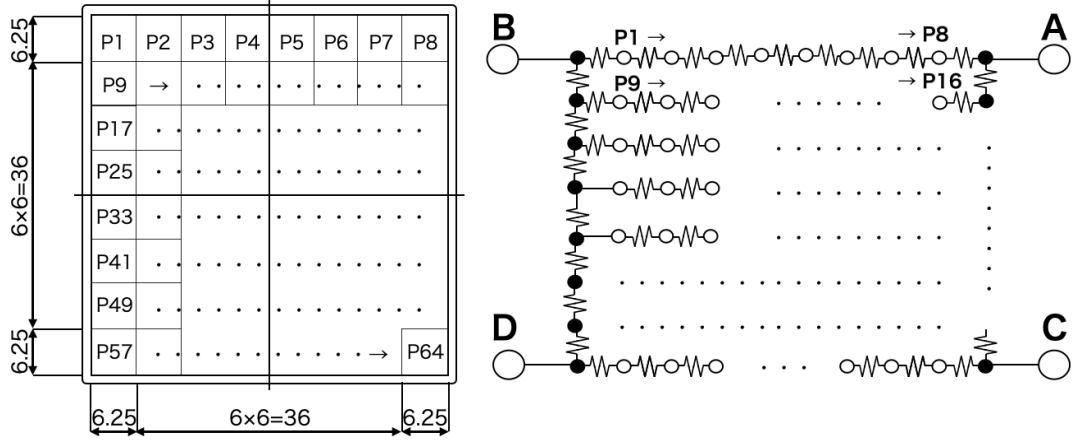 6.25
6×6=36
6.25
P1 P2 P3 P4 P5 P6 P7 P8
P9 →
P17
P25
P33
P41
P49
P57 → P64
6.25 6×6=36 6.25
B A
P1 → → P8
P9 → → P16
D C